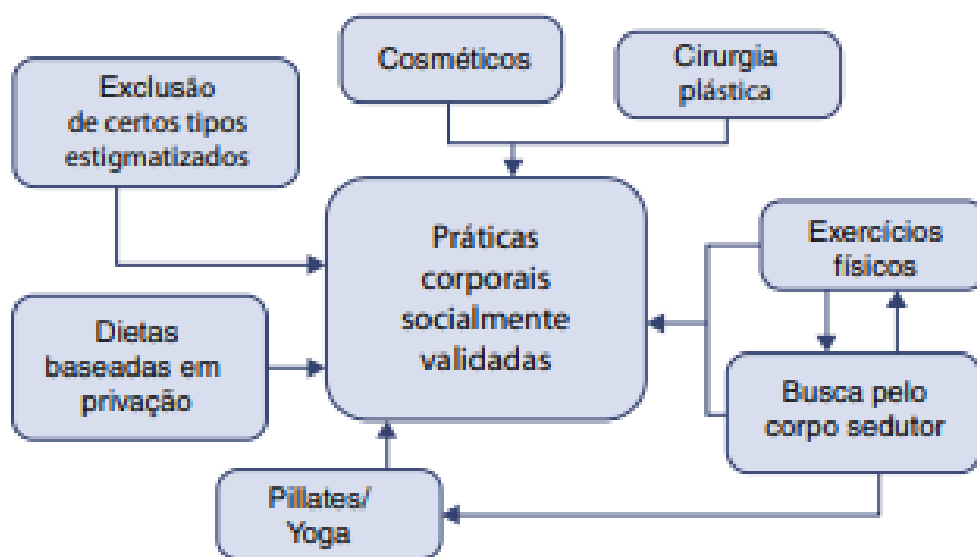 Cosméticos
Cirurgia
plástica
Exclusão
de certos tipos
estigmatizados
Práticas
corporais
socialmente
validadas
Exercícios
físicos
Dietas
baseadas em
privação
Busca pelo
corpo sedutor
Pillates/
Yoga